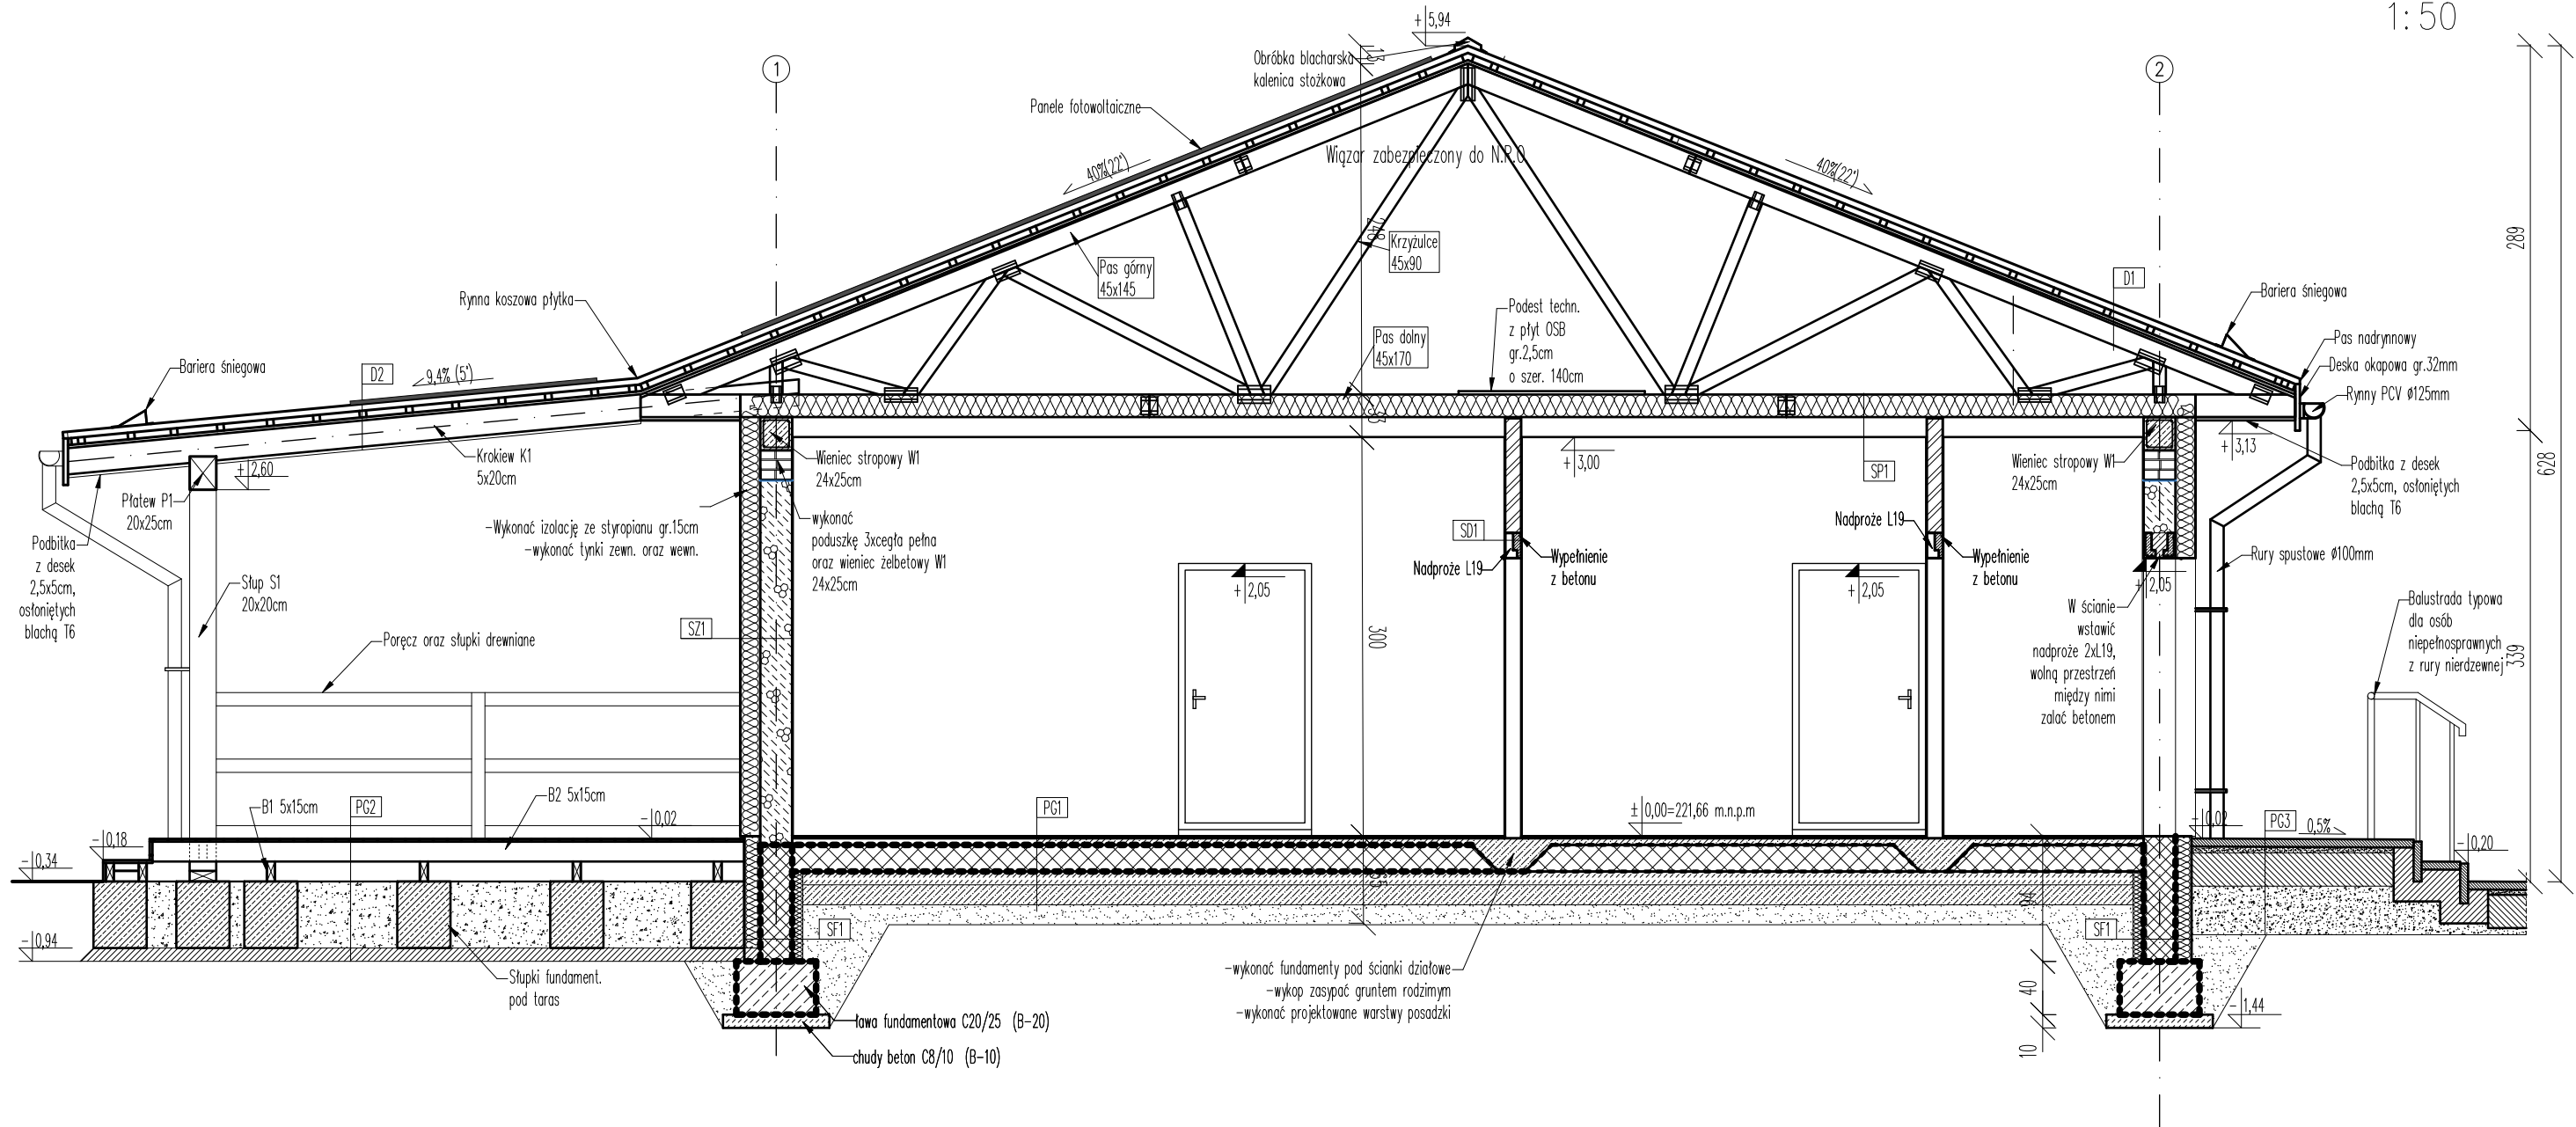 1:50
+5,94
Obróbka blacharska
kalenica stożkowa
13
1
2
Panele fotowoltaiczne
40%(22°)
Wiązar zabezpieczony do N.R.O.
40%(22°)
248
Krzyżulce
45x90
Pas górny
45x145
289
Rynna koszowa płytka
Podest techn.
z płyt OSB
gr.2,5cm
o szer. 140cm
Pas dolny
45x170
D1
Bariera śniegowa
Pas nadrynnowy
Deska okapowa gr.32mm
Rynny PCV ø125mm
Bariera śniegowa
D2
9,4% (5°)
33
Krokiew K1
5x20cm
+2,60
Płatew P1
20x25cm
Wieniec stropowy W1
24x25cm
+3,00
SP1
Wieniec stropowy W1
24x25cm
+3,13
Podbitka z desek
2,5x5cm, osłoniętych
blachą T6
628
-Wykonać izolację ze styropianu gr.15cm
-wykonać tynki zewn. oraz wewn.
wykonać
poduszkę 3xcegła pełna
oraz wieniec żelbetowy W1
24x25cm
SD1
Nadproże L19
Wypełnienie
z betonu
Nadproże L19
Wypełnienie
z betonu
Rury spustowe ø100mm
Podbitka
z desek
2,5x5cm,
osłoniętych
blachą T6
Słup S1
20x20cm
+2,05
+2,05
+2,05
W ścianie
wstawić
nadproże 2xL19,
wolną przestrzeń
między nimi
zalać betonem
Balustrada typowa
dla osób
niepełnosprawnych
z rury nierdzewnej
339
SZ1
Poręcz oraz słupki drewniane
300
B1 5x15cm
PG2
B2 5x15cm
-0,02
PG1
±0,00=221,66 m.n.p.m
-0,02
PG3
0,5%
-0,20
-0,18
-0,34
94
-0,94
SF1
SF1
Słupki fundament.
pod taras
-wykonać fundamenty pod ścianki działowe
-wykop zasypać gruntem rodzimym
-wykonać projektowane warstwy posadzki
40
-1,44
ława fundamentowa C20/25 (B-20)
chudy beton C8/10 (B-10)
10